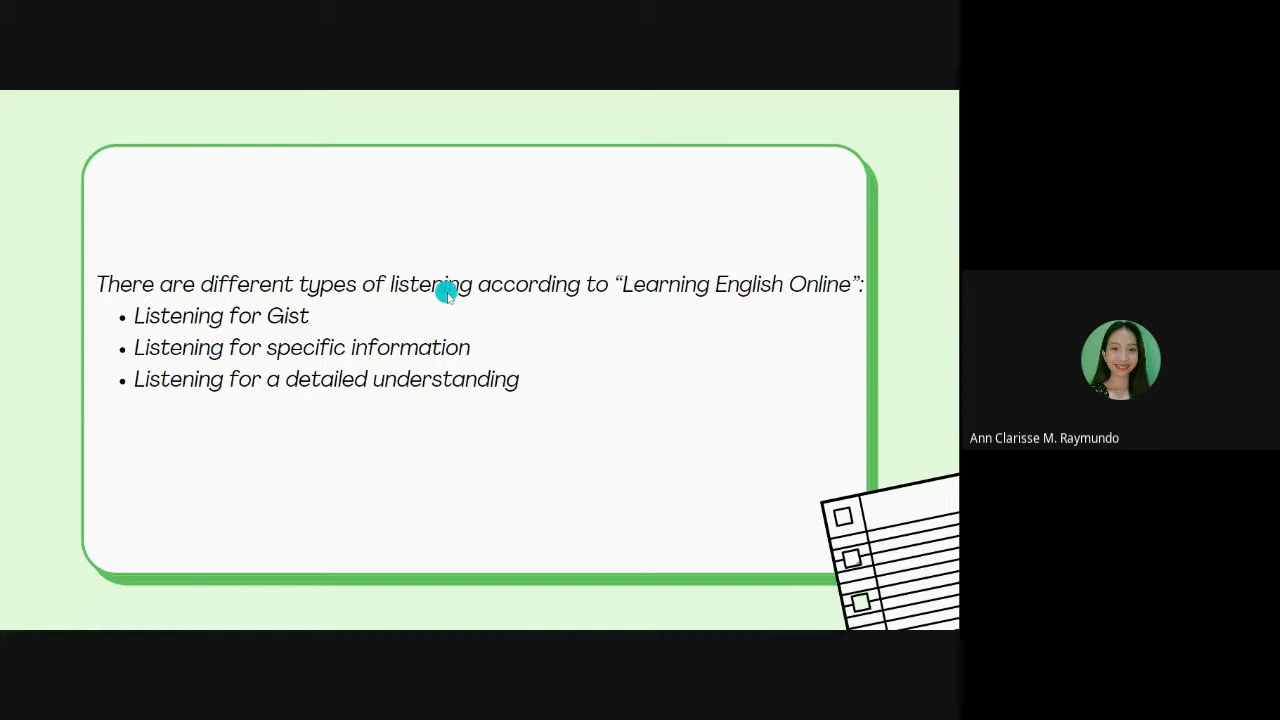 There are different types of listening according to “Learning English Online”:
• Listening for Gist
• Listening for specific information
• Listening for a detailed understanding
Ann Clarisse M. Raymundo